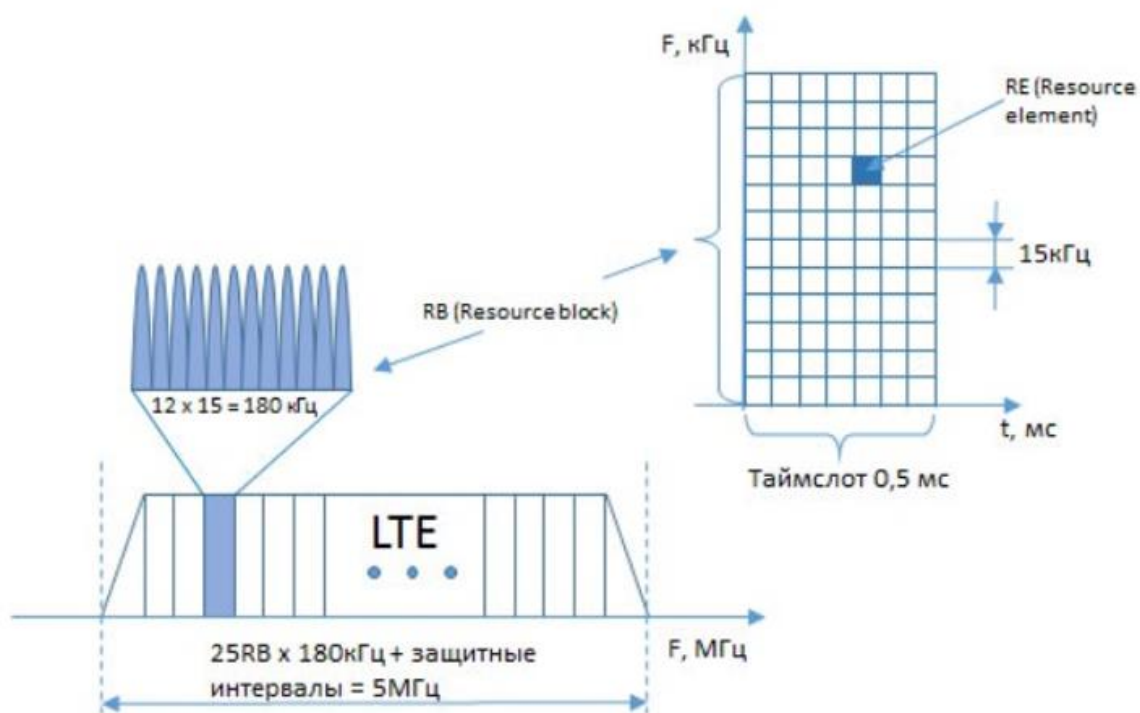 F, кГц
RE (Resource
element)
15кГц
RB (Resource block)
12 x 15 = 180 кГц
t, мс
Таймслот 0,5 мс
LTE
F, МГц
25RB x 180кГц + защитные
интервалы = 5МГц